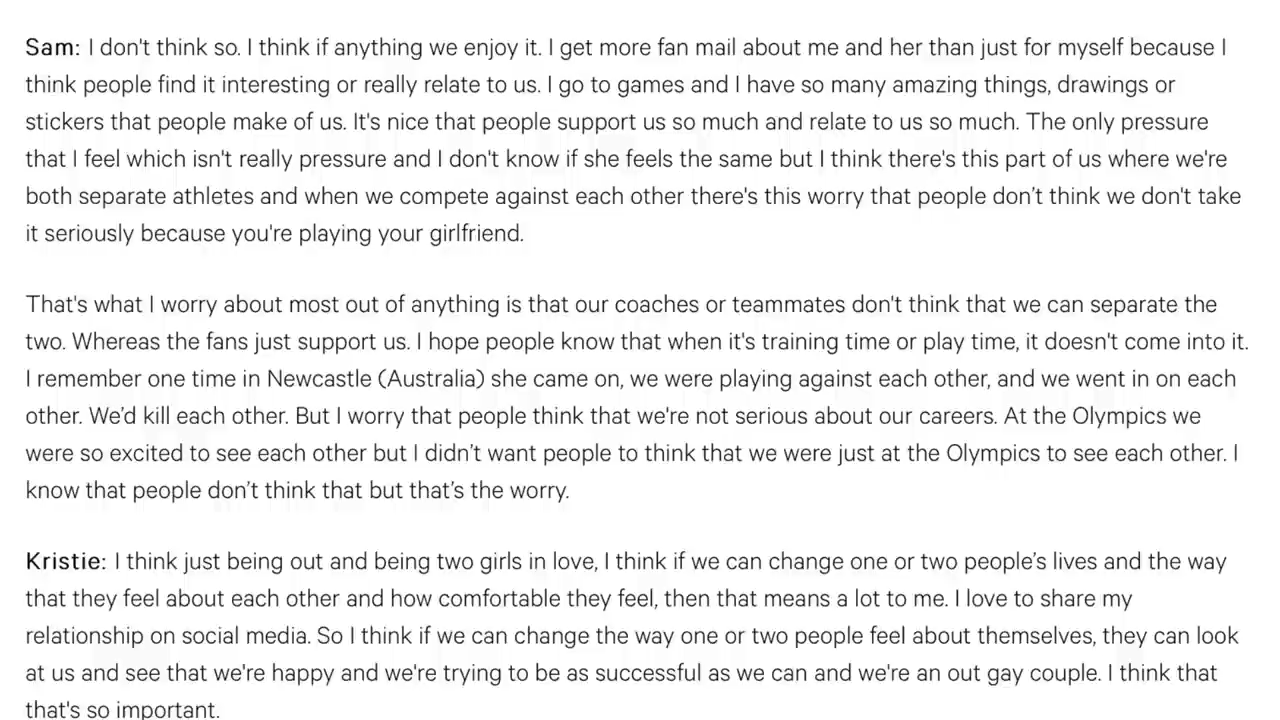 Sam: I don't think so. I think if anything we enjoy it. I get more fan mail about me and her than just for myself because I
think people find it interesting or really relate to us. I go to games and I have so many amazing things, drawings or
stickers that people make of us. It's nice that people support us so much and relate to us so much. The only pressure
that I feel which isn't really pressure and I don't know if she feels the same but I think there's this part of us where we're
both separate athletes and when we compete against each other there's this worry that people don’t think we don't take
it seriously because you're playing your girlfriend.
That's what I worry about most out of anything is that our coaches or teammates don't think that we can separate the
two. Whereas the fans just support us. I hope people know that when it's training time or play time, it doesn't come into it.
I remember one time in Newcastle (Australia) she came on, we were playing against each other, and we went in on each
other. We’d kill each other. But I worry that people think that we're not serious about our careers. At the Olympics we
were so excited to see each other but I didn’t want people to think that we were just at the Olympics to see each other. I
know that people don’t think that but that’s the worry.
Kristie: I think just being out and being two girls in love, I think if we can change one or two people’s lives and the way
that they feel about each other and how comfortable they feel, then that means a lot to me. I love to share my
relationship on social media. So I think if we can change the way one or two people feel about themselves, they can look
at us and see that we're happy and we're trying to be as successful as we can and we're an out gay couple. I think that
that's so important.